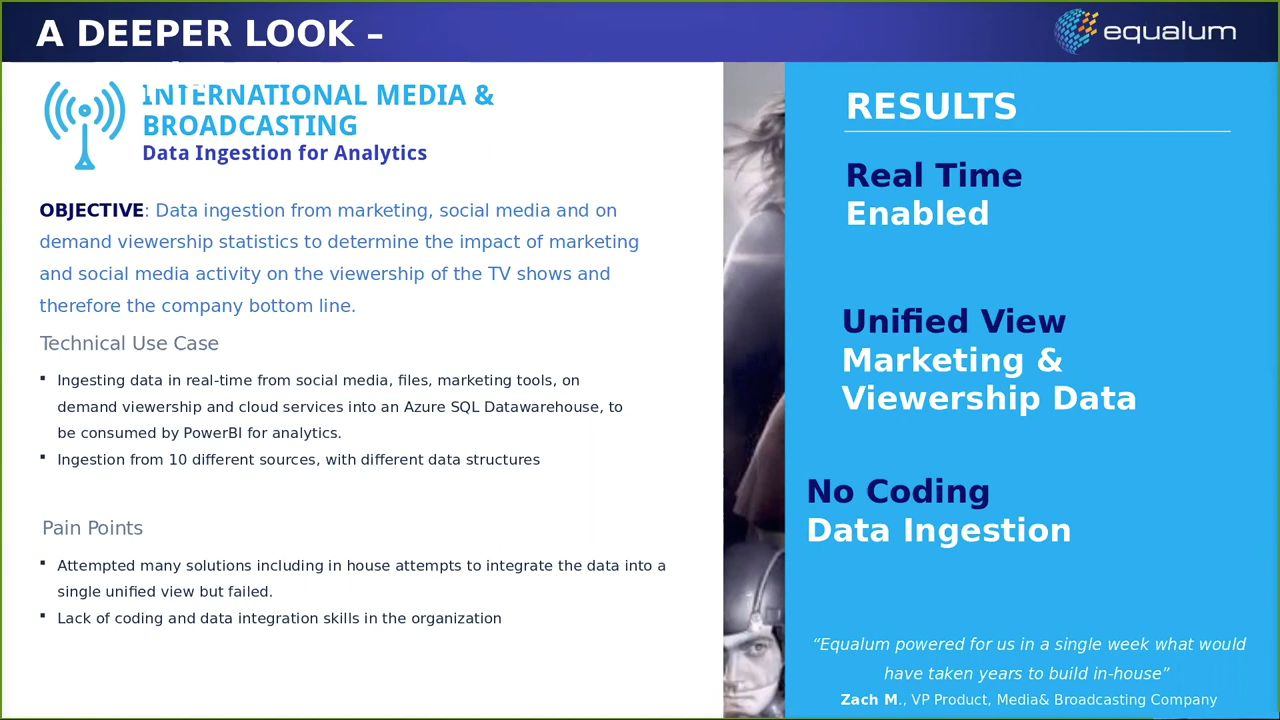 A DEEPER LOOK –
equalum
INTERNATIONAL MEDIA &
BROADCASTING
Data Ingestion for Analytics
OBJECTIVE: Data ingestion from marketing, social media and on
demand viewership statistics to determine the impact of marketing
and social media activity on the viewership of the TV shows and
therefore the company bottom line.
Technical Use Case
▪ Ingesting data in real-time from social media, files, marketing tools, on
demand viewership and cloud services into an Azure SQL Datawarehouse, to
be consumed by PowerBI for analytics.
▪ Ingestion from 10 different sources, with different data structures
Pain Points
▪ Attempted many solutions including in house attempts to integrate the data into a
single unified view but failed.
▪ Lack of coding and data integration skills in the organization
RESULTS
Real Time
Enabled
Unified View
Marketing &
Viewership Data
No Coding
Data Ingestion
“Equalum powered for us in a single week what would
have taken years to build in-house”
Zach M., VP Product, Media& Broadcasting Company